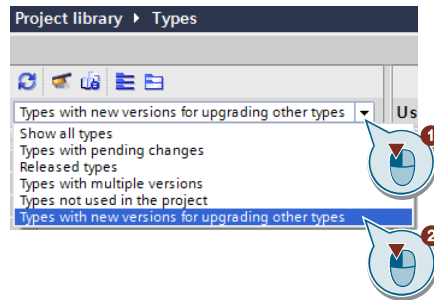 Project library ▸ Types
Types with new versions for upgrading other types
Us
1
Show all types
Types with pending changes
Released types
Types with multiple versions
Types not used in the project
Types with new versions for upgrading other types
2